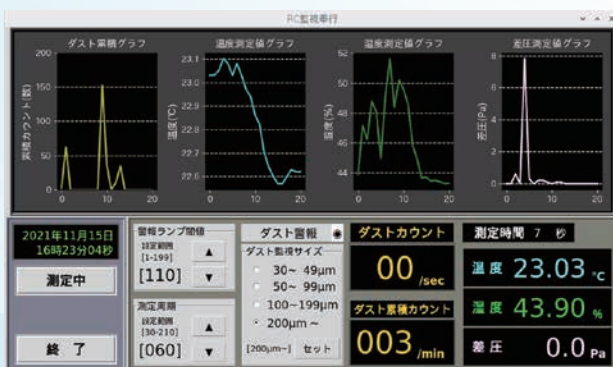 RC監視奉行
ダスト累積グラフ
温度測定値グラフ
湿度測定値グラフ
差圧測定値グラフ
累積カウント(数)
200
150
100
50
0
0 10 20
温度(℃)
23.1
23.0
22.9
22.8
22.7
22.6
0 10 20
湿度(%)
52
50
48
46
44
0 10 20
差圧(Pa)
8
6
4
2
0
0 10 20
2021年11月15日
16時23分04秒
測定中
終 了
警報ランプ閾値
設定範囲
[1-199]
[110]
▲
▼
測定周期
設定範囲
[30-210]
[060]
▲
▼
ダスト警報
ダスト監視サイズ
30~ 49μm
50~ 99μm
100~199μm
200μm~
[200μm~] セット
ダストカウント
00 /sec
ダスト累積カウント
003 /min
測定時間 7 秒
温度 23.03 ℃
湿度 43.90 %
差圧 0.0 Pa